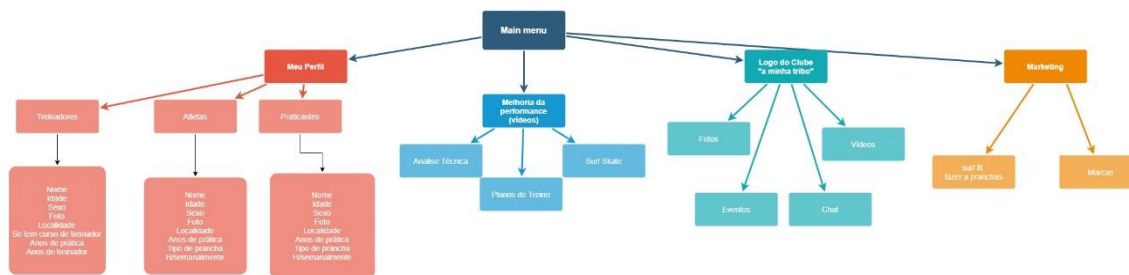 Main menu
Meu Perfil
Logo do Clube
"a minha tribo"
Marketing
Treinadores
Atletas
Praticantes
Melhoria da
performance
(vídeos)
Fotos
Vídeos
Analise Técnica
Surf Skate
Planos de Treino
surf fit
fazer a pranchas
Marcas
Eventos
Chat
Nome
Idade
Sexo
Foto
Localidade
Se tem curso de treinador
Anos de prática
Anos de treinador
Nome
Idade
Sexo
Foto
Localidade
Anos de prática
Tipo de prancha
H/semanalmente
Nome
Idade
Sexo
Foto
Localidade
Anos de prática
Tipo de prancha
H/semanalmente